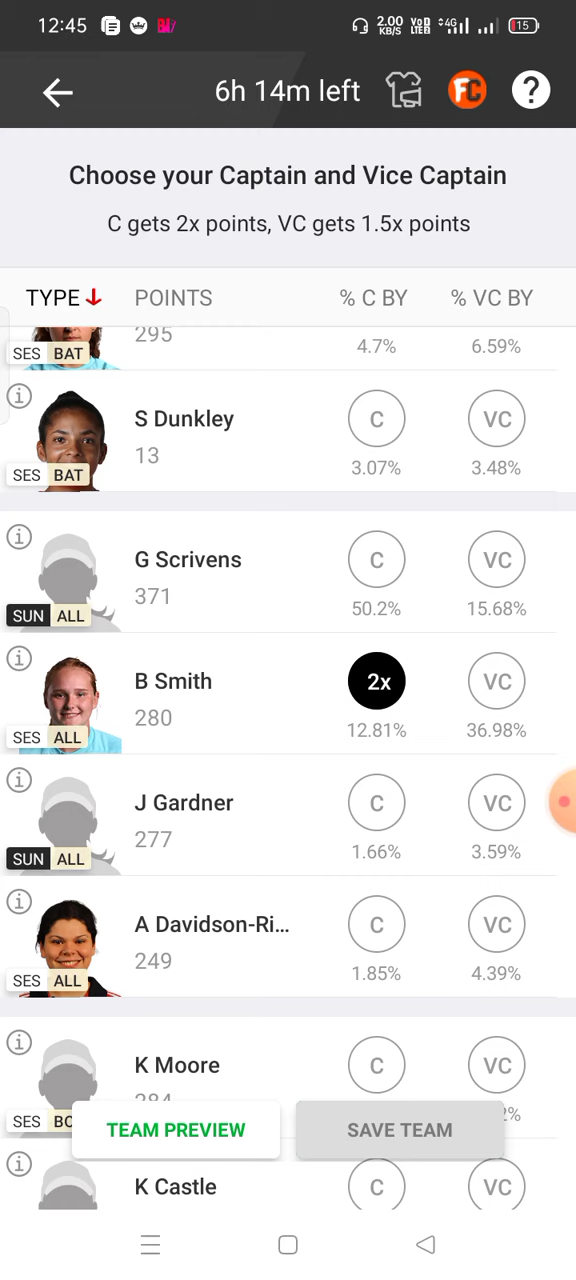 12:45 2.00 KB/S VoD LTE2 4G 15
6h 14m left FC ?
Choose your Captain and Vice Captain
C gets 2x points, VC gets 1.5x points
TYPE POINTS % C BY % VC BY
295
SES BAT 4.7% 6.59%
S Dunkley C VC
13
SES BAT 3.07% 3.48%
G Scrivens C VC
371
SUN ALL 50.2% 15.68%
B Smith 2x VC
280
SES ALL 12.81% 36.98%
J Gardner C VC
277
SUN ALL 1.66% 3.59%
A Davidson-Ri... C VC
249
SES ALL 1.85% 4.39%
K Moore C VC
SES
TEAM PREVIEW SAVE TEAM
K Castle C VC